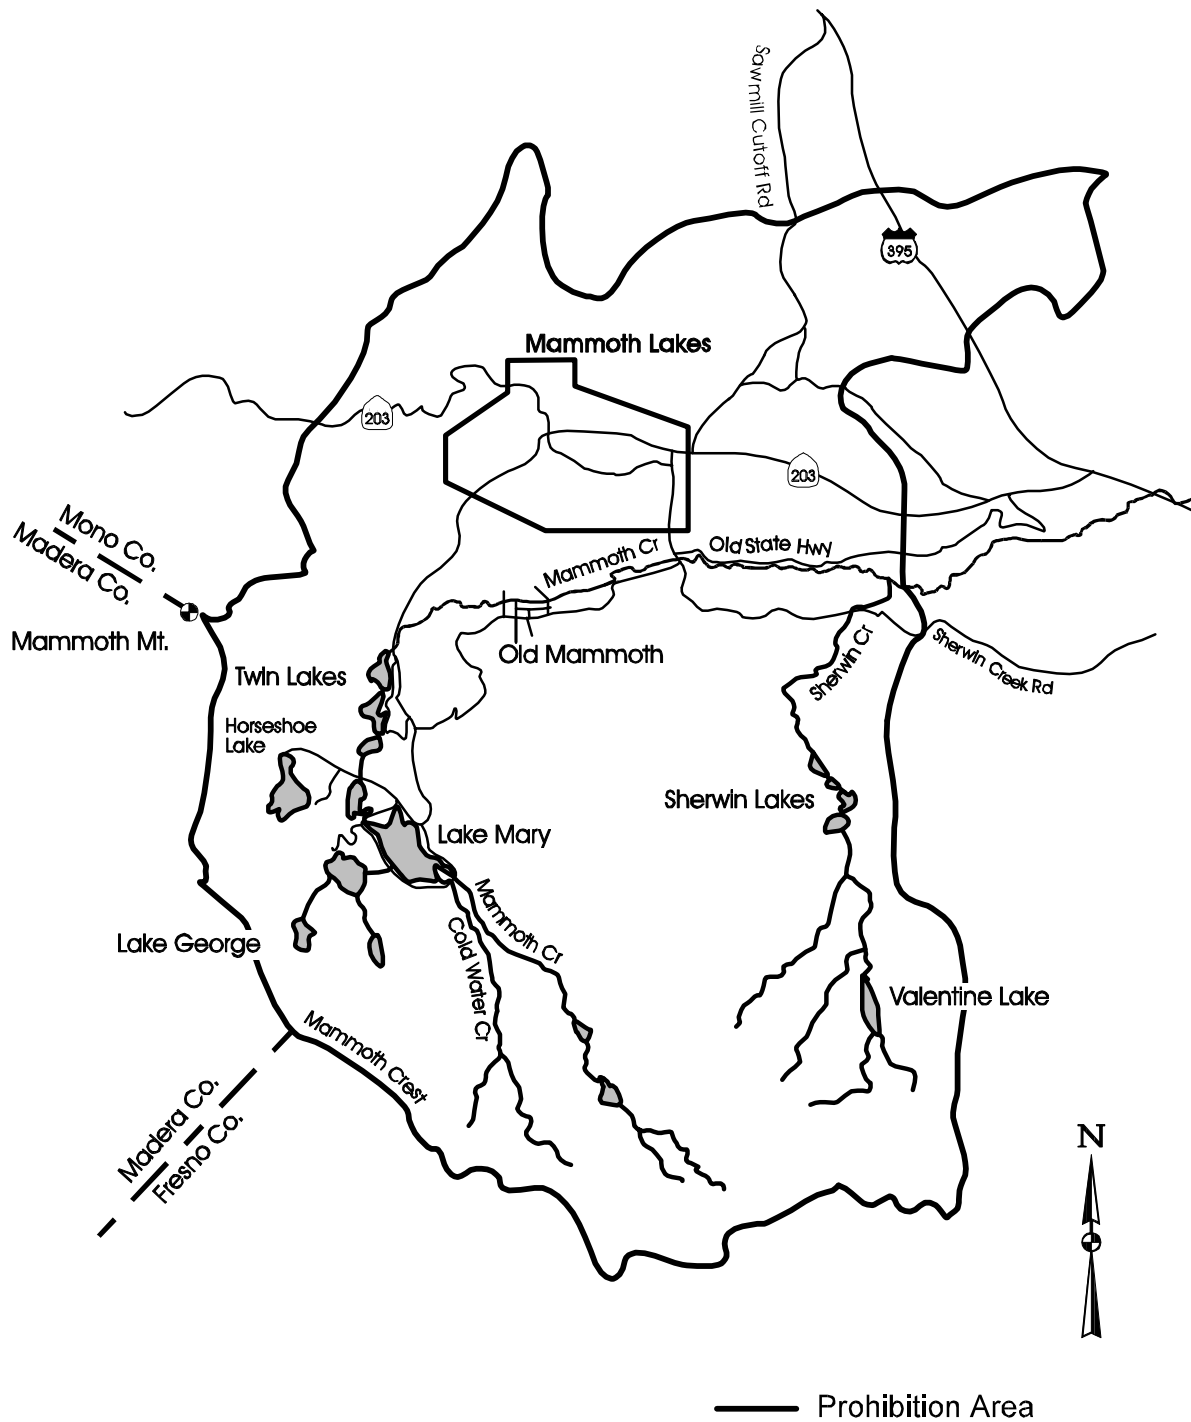 Sawmill Cutoff Rd
395
Mammoth Lakes
203
203
Mono Co.
Madera Co.
Mammoth Mt.
Mammoth Cr
Old State Hwy
Old Mammoth
Sherwin Cr
Sherwin Creek Rd
Twin Lakes
Horseshoe
Lake
Sherwin Lakes
Lake Mary
Mammoth Cr
Cold Water Cr
Lake George
Valentine Lake
Mammoth Crest
Madera Co.
Fresno Co.
N
Prohibition Area